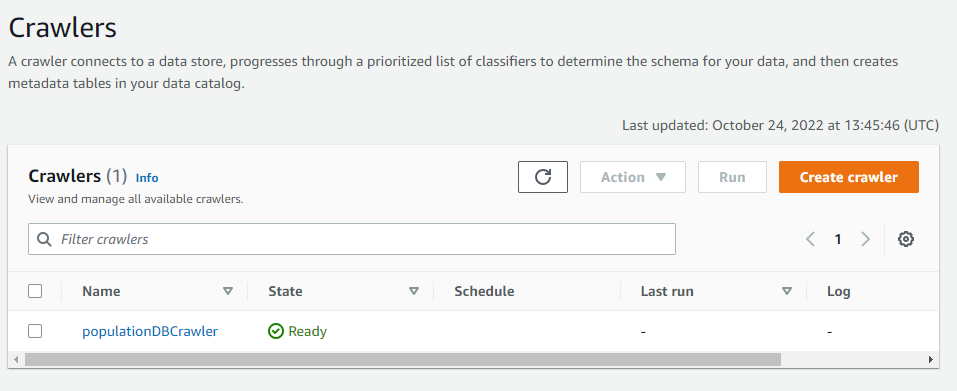 Crawlers
A crawler connects to a data store, progresses through a prioritized list of classifiers to determine the schema for your data, and then creates
metadata tables in your data catalog.
Last updated: October 24, 2022 at 13:45:46 (UTC)
Crawlers (1) Info
View and manage all available crawlers.
Action Run Create crawler
Filter crawlers
1
Name State Schedule Last run Log
populationDBCrawler Ready - -